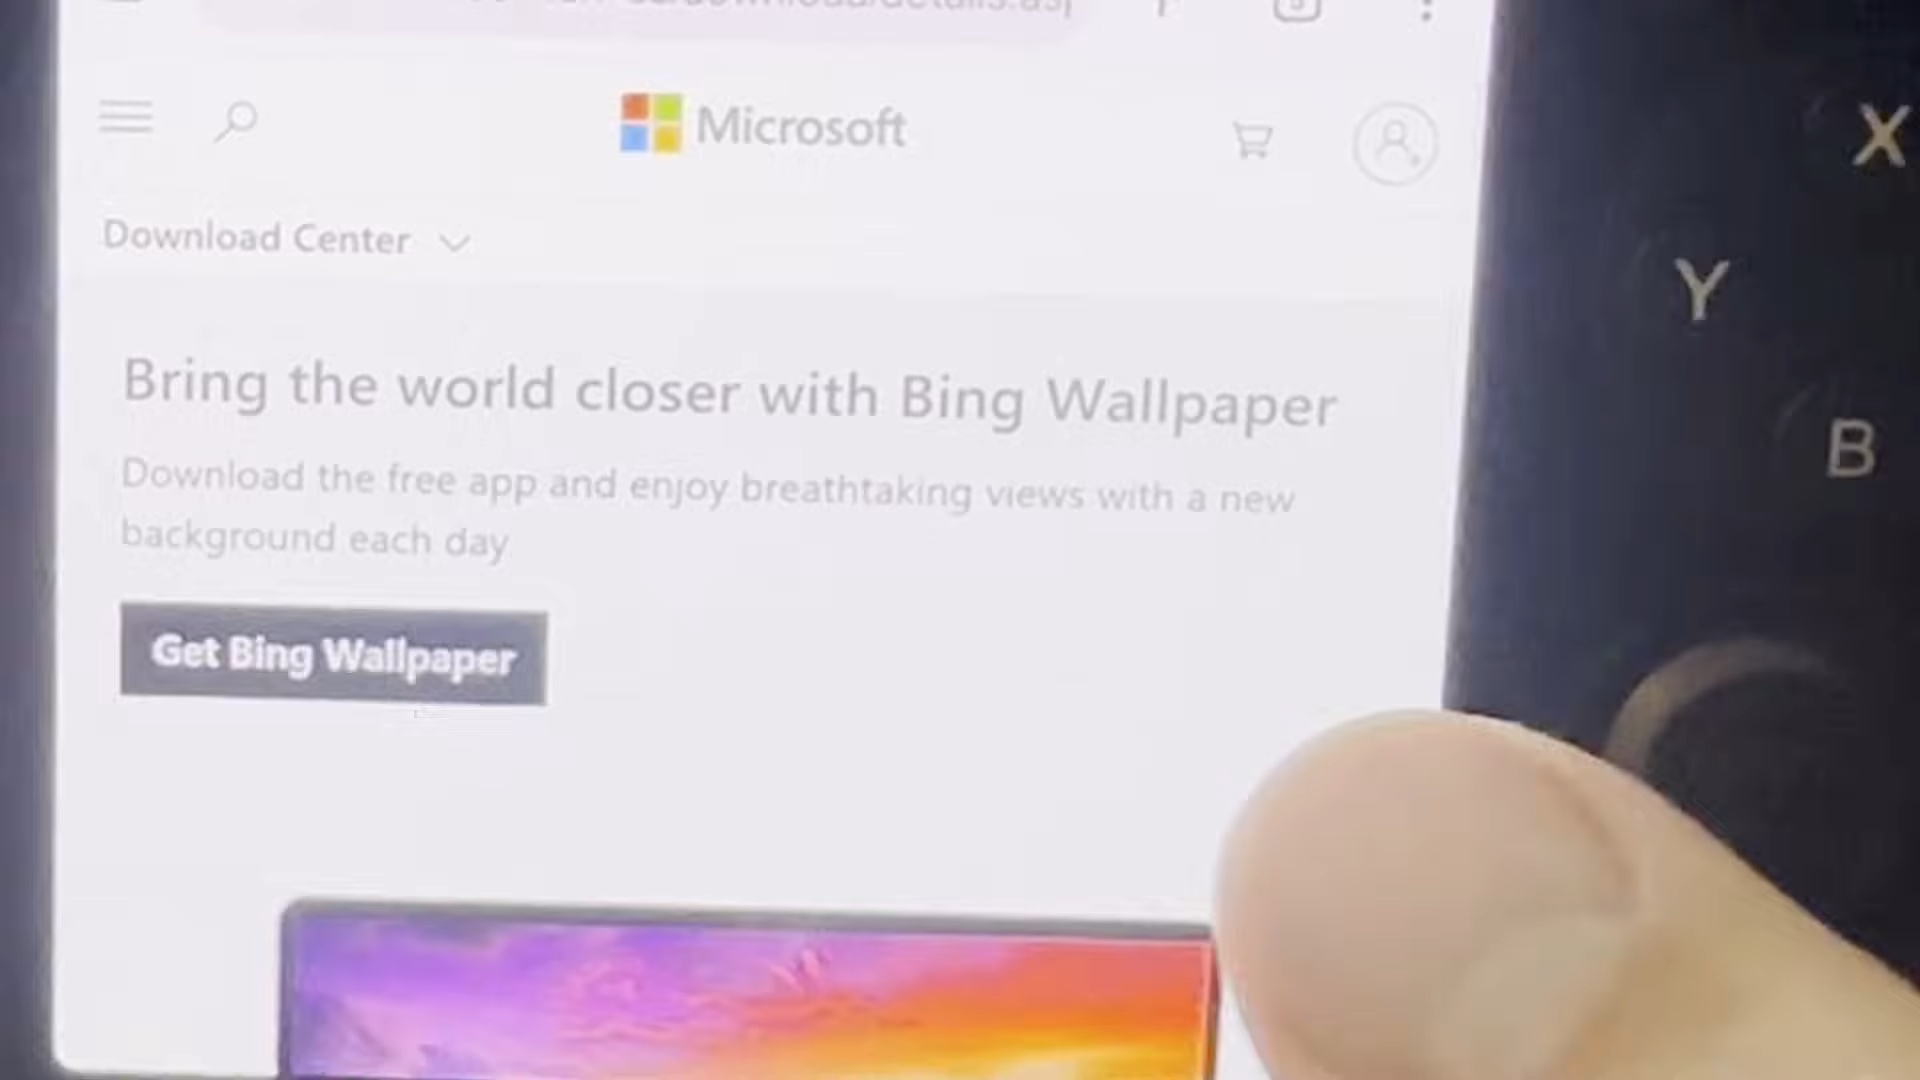 Microsoft
X
Download Center
Y
Bring the world closer with Bing Wallpaper
B
Download the free app and enjoy breathtaking views with a new
background each day
Get Bing Wallpaper